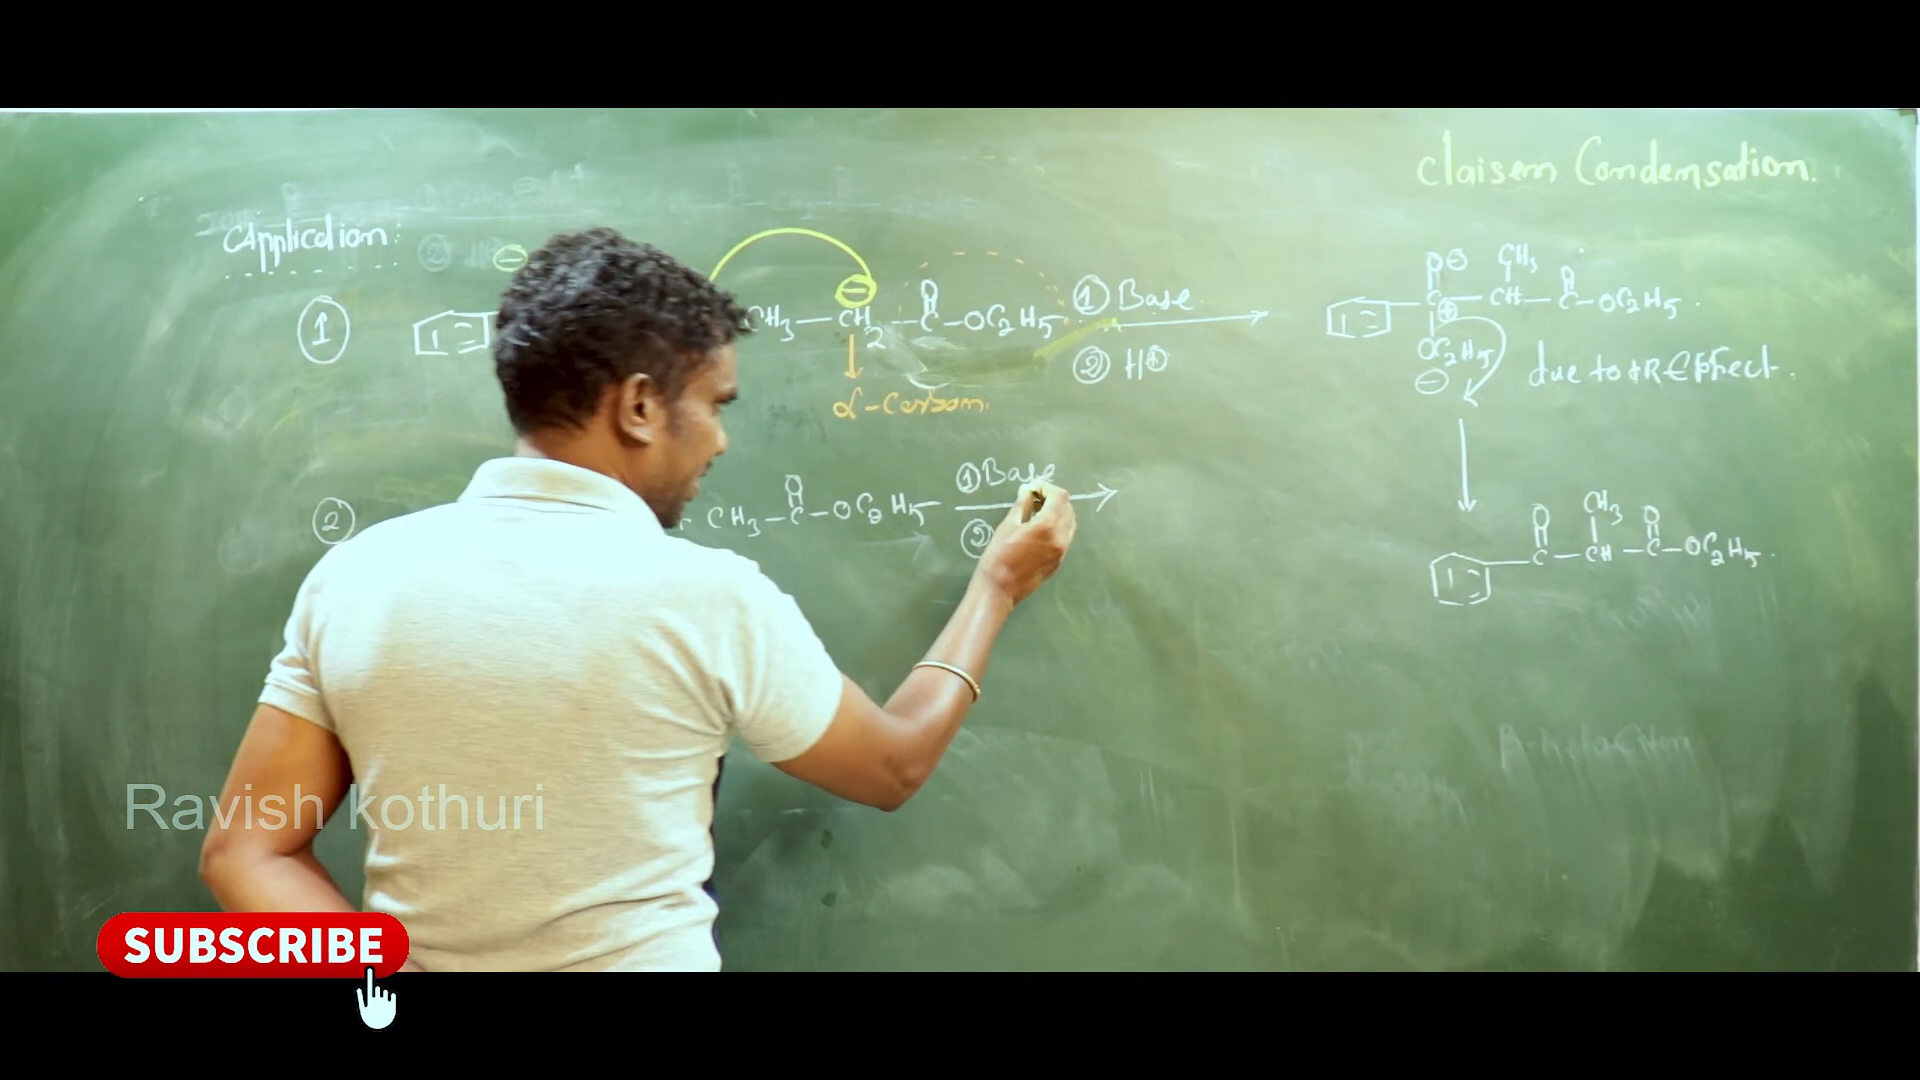 Claisen Condensation.
Application:
①
CH3 — CH2 — C — OC2H5
O
① Base
② H⊕
α-Carbon.
O⊖ CH3 O
C — CH — C — OC2H5.
⊕
OC2H5
⊖
due to +R Effect.
②
CH3 — C — OC2H5
O
① Base
②
O CH3 O
C — CH — C — OC2H5.
Ravish kothuri
SUBSCRIBE